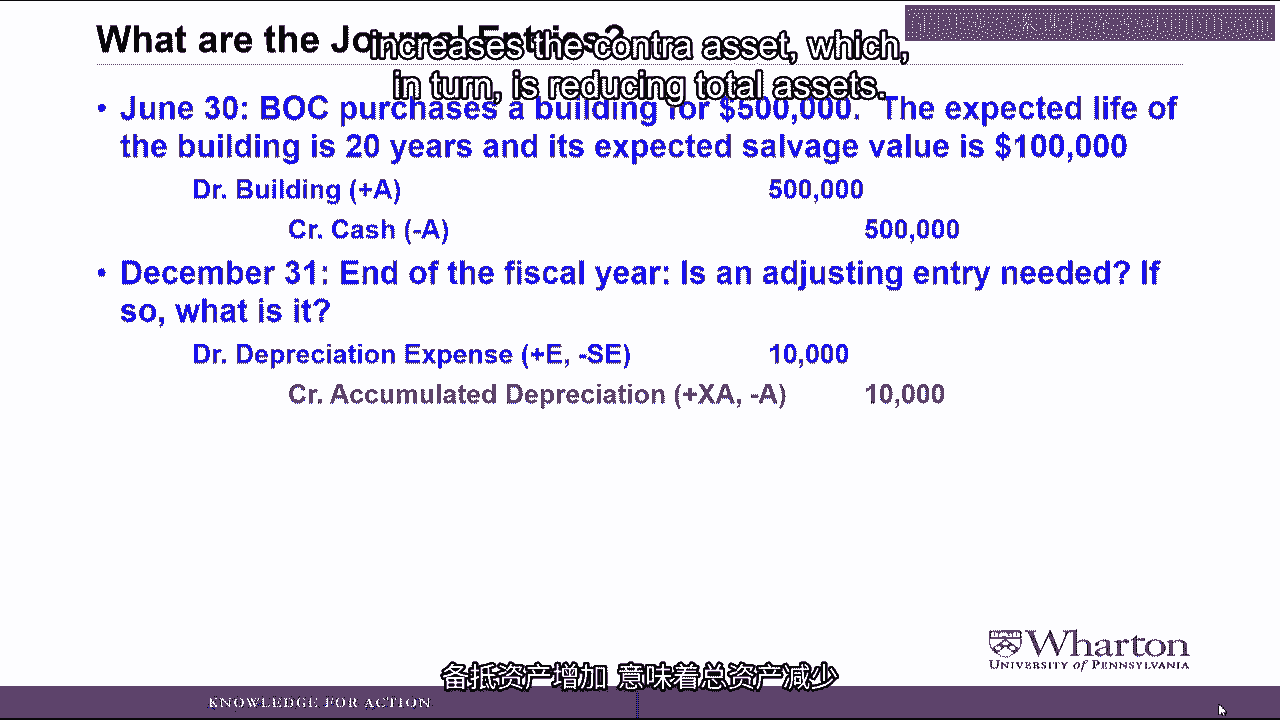 What are the Journal Entries?
increases the contra asset, which,
in turn, is reducing total assets.
• June 30: BOC purchases a building for $500,000. The expected life of
the building is 20 years and its expected salvage value is $100,000
Dr. Building (+A) 500,000
Cr. Cash (-A) 500,000
• December 31: End of the fiscal year: Is an adjusting entry needed? If
so, what is it?
Dr. Depreciation Expense (+E, -SE) 10,000
Cr. Accumulated Depreciation (+XA, -A) 10,000
Wharton
UNIVERSITY of PENNSYLVANIA
备抵资产增加 意味着总资产减少
KNOWLEDGE FOR ACTION